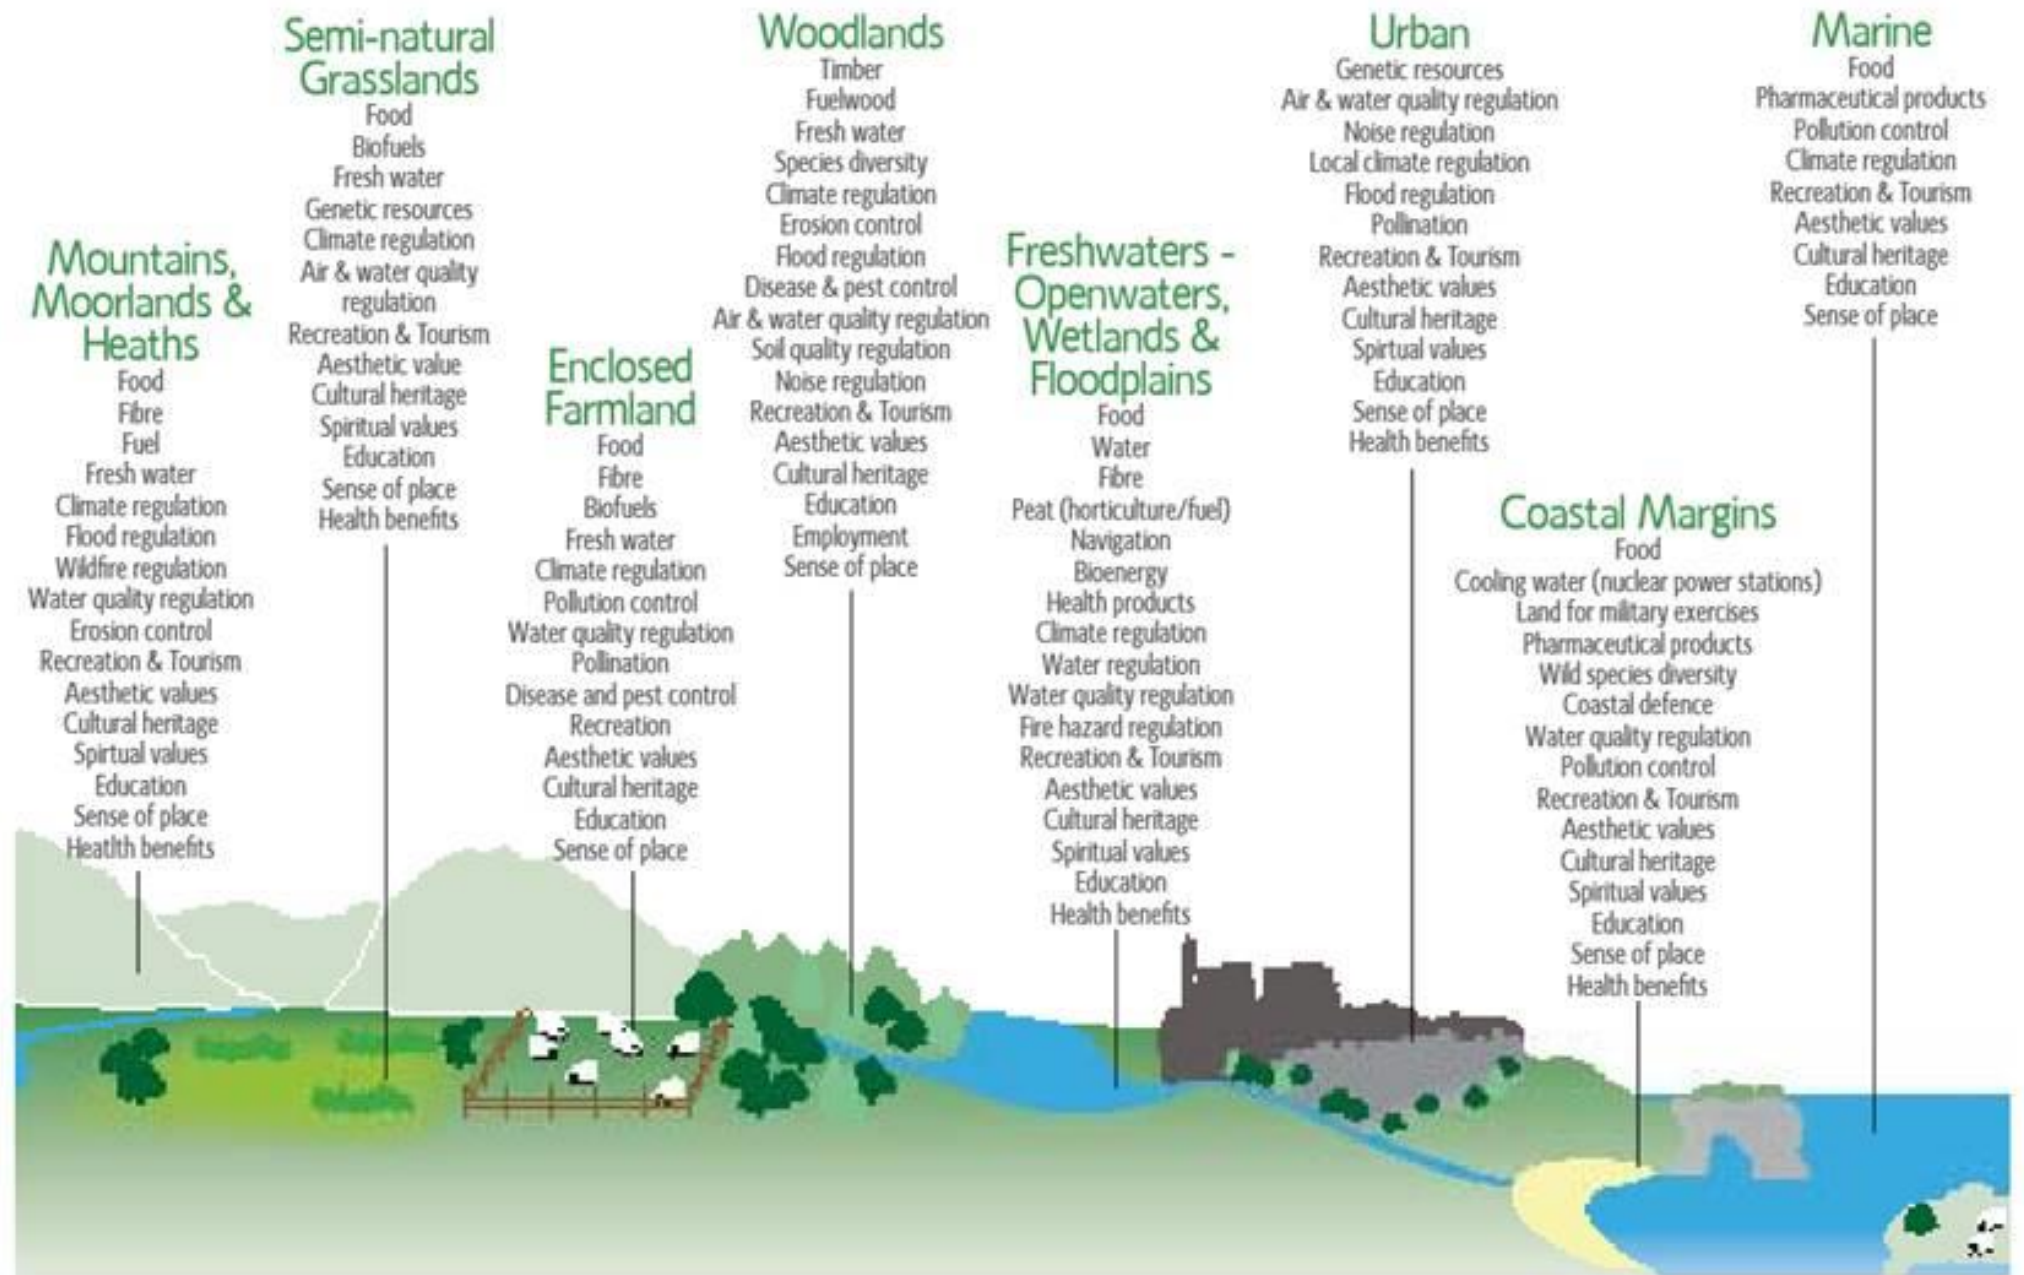 Mountains,
Moorlands &
Heaths
Food
Fibre
Fuel
Fresh water
Climate regulation
Flood regulation
Wildfire regulation
Water quality regulation
Erosion control
Recreation & Tourism
Aesthetic values
Cultural heritage
Spirtual values
Education
Sense of place
Heatlth benefits
Semi-natural
Grasslands
Food
Biofuels
Fresh water
Genetic resources
Climate regulation
Air & water quality
regulation
Recreation & Tourism
Aesthetic value
Cultural heritage
Spiritual values
Education
Sense of place
Health benefits
Enclosed
Farmland
Food
Fibre
Biofuels
Fresh water
Climate regulation
Pollution control
Water quality regulation
Pollination
Disease and pest control
Recreation
Aesthetic values
Cultural heritage
Education
Sense of place
Woodlands
Timber
Fuelwood
Fresh water
Species diversity
Climate regulation
Erosion control
Flood regulation
Disease & pest control
Air & water quality regulation
Soil quality regulation
Noise regulation
Recreation & Tourism
Aesthetic values
Cultural heritage
Education
Employment
Sense of place
Freshwaters -
Openwaters,
Wetlands &
Floodplains
Food
Water
Fibre
Peat (horticulture/fuel)
Navigation
Bioenergy
Health products
Climate regulation
Water regulation
Water quality regulation
Fire hazard regulation
Recreation & Tourism
Aesthetic values
Cultural heritage
Spiritual values
Education
Health benefits
Urban
Genetic resources
Air & water quality regulation
Noise regulation
Local climate regulation
Flood regulation
Pollination
Recreation & Tourism
Aesthetic values
Cultural heritage
Spirtual values
Education
Sense of place
Health benefits
Coastal Margins
Food
Cooling water (nuclear power stations)
Land for military exercises
Pharmaceutical products
Wild species diversity
Coastal defence
Water quality regulation
Pollution control
Recreation & Tourism
Aesthetic values
Cultural heritage
Spiritual values
Education
Sense of place
Health benefits
Marine
Food
Pharmaceutical products
Pollution control
Climate regulation
Recreation & Tourism
Aesthetic values
Cultural heritage
Education
Sense of place